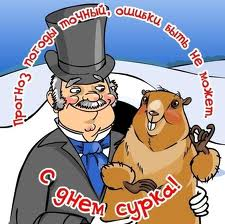 Прогноз погоды точный, ошибки быть не может.
С днем сурка!